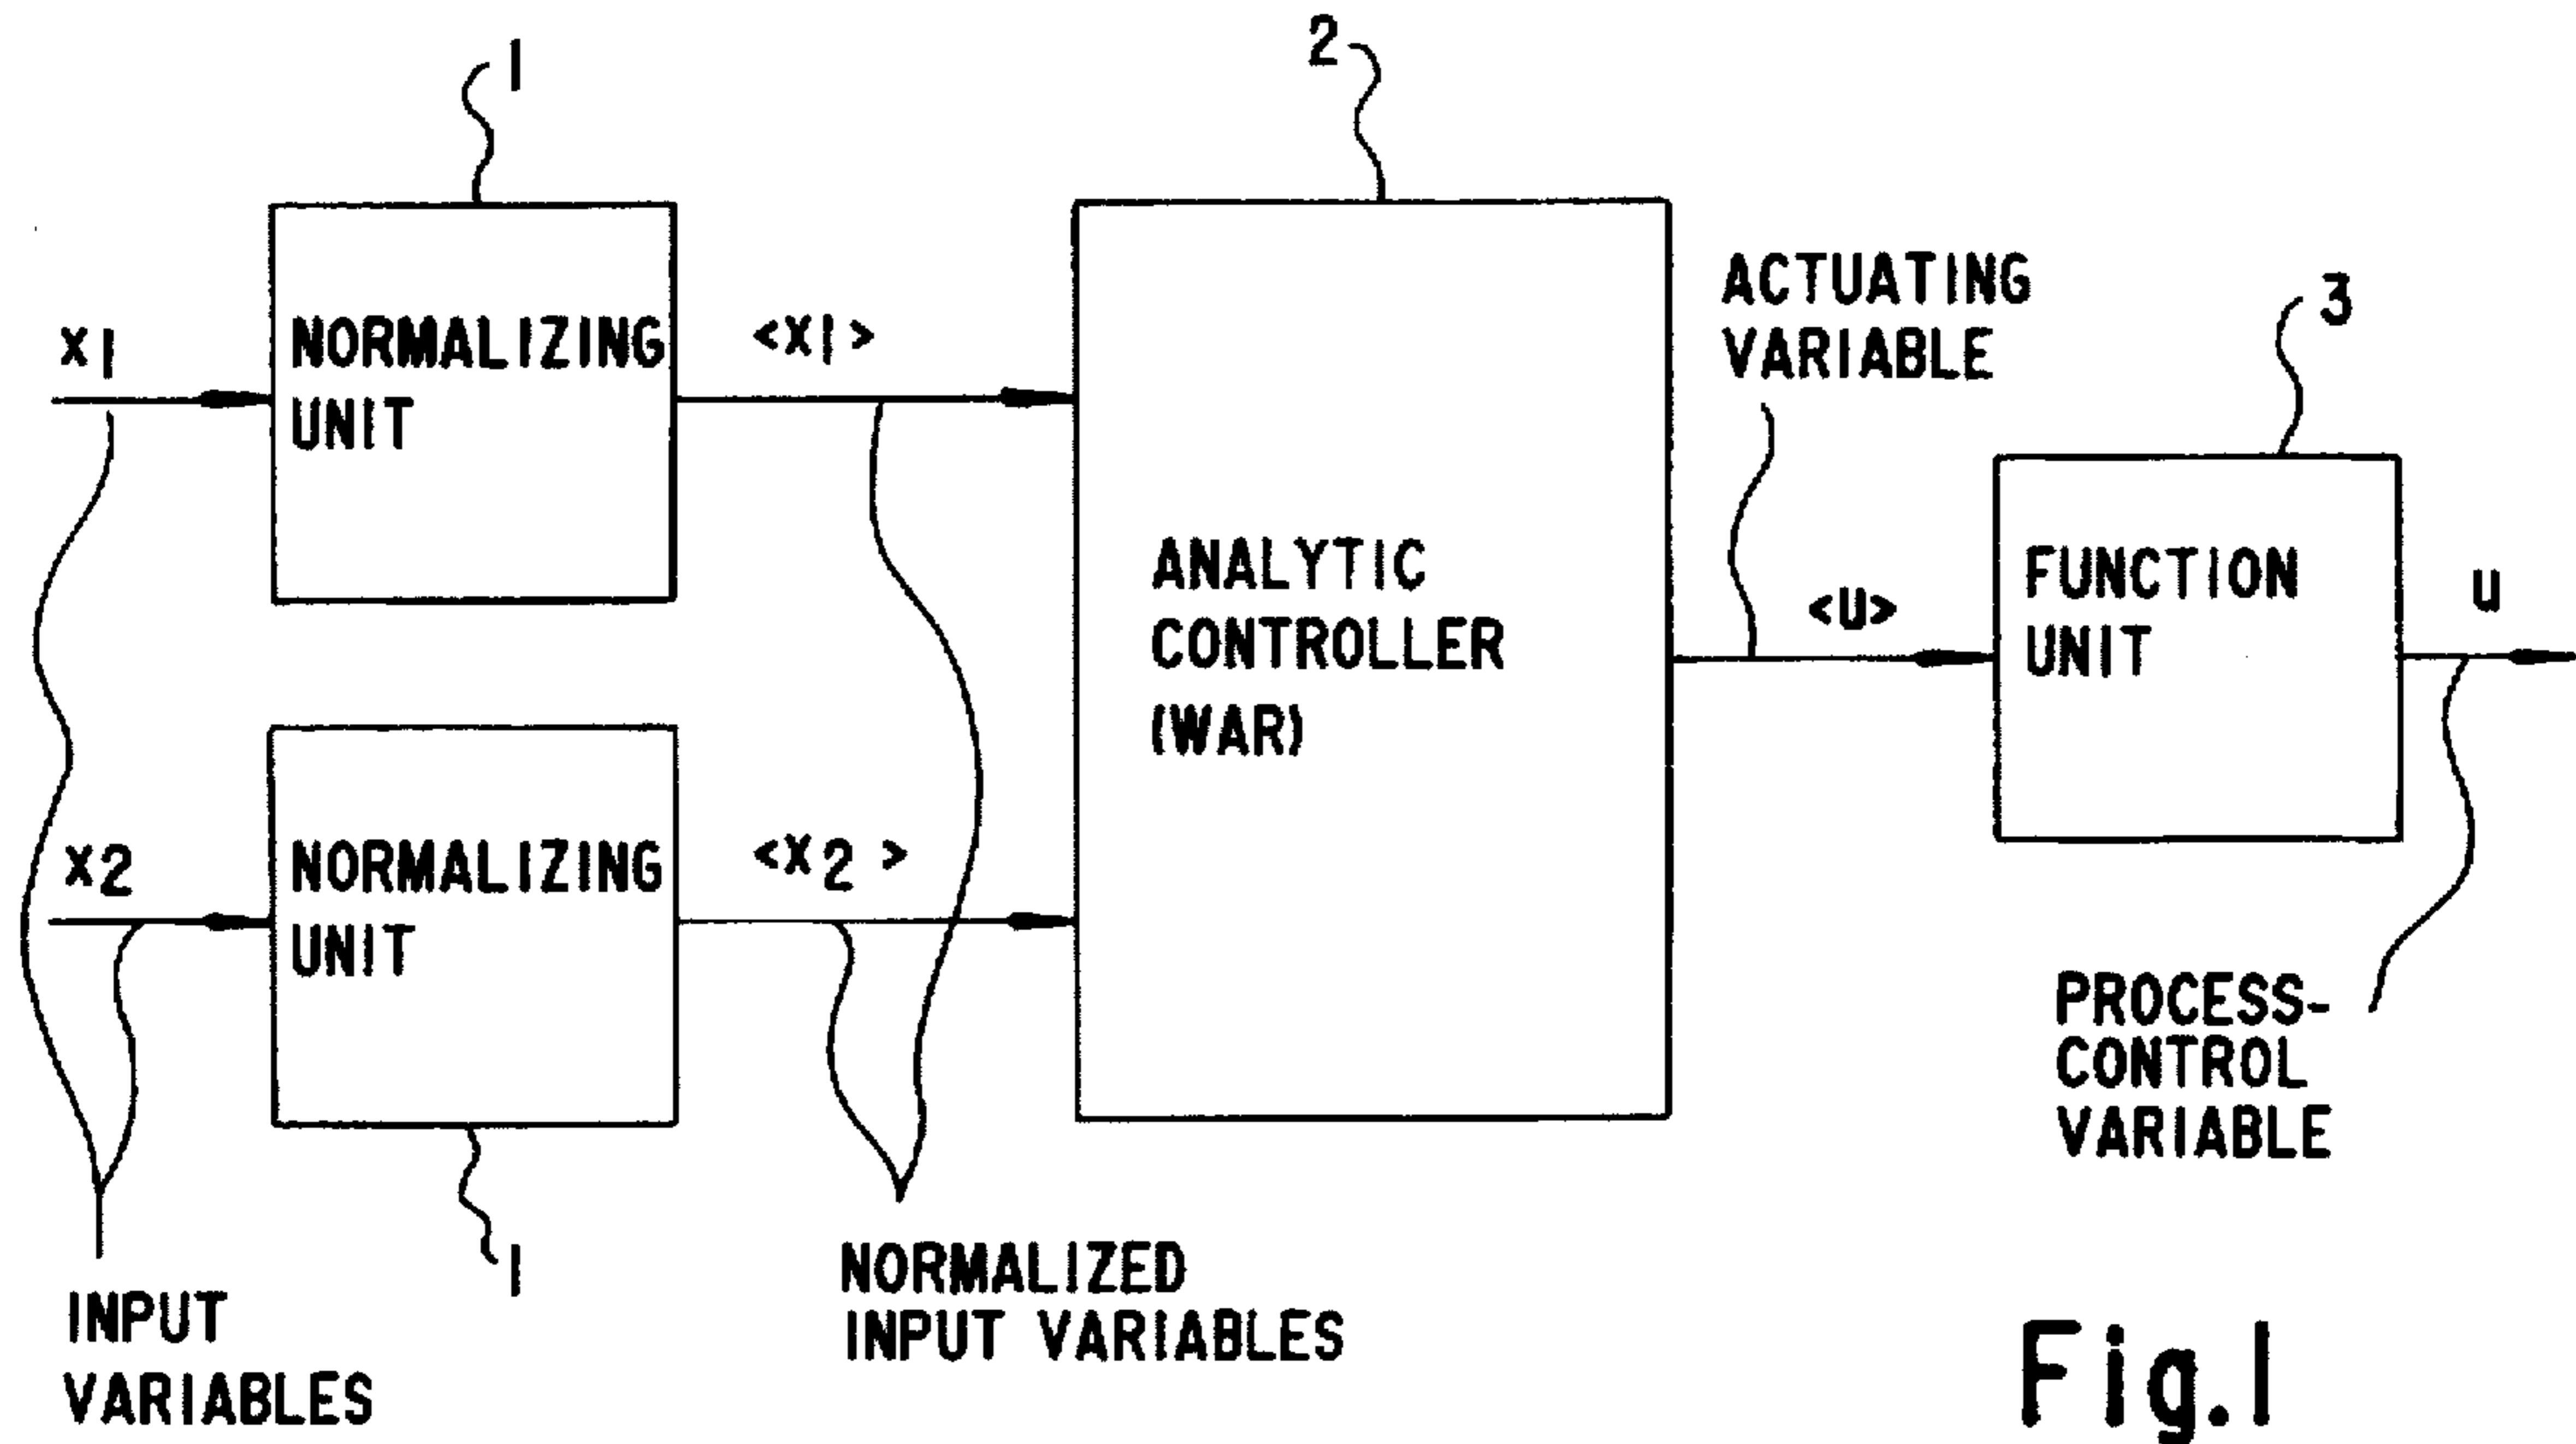 1
2
x1
NORMALIZING
UNIT
<x1>
ACTUATING
VARIABLE
3
ANALYTIC
CONTROLLER
(WAR)
<U>
FUNCTION
UNIT
u
x2
NORMALIZING
UNIT
<x2>
1
INPUT
VARIABLES
NORMALIZED
INPUT VARIABLES
PROCESS-
CONTROL
VARIABLE
Fig.1